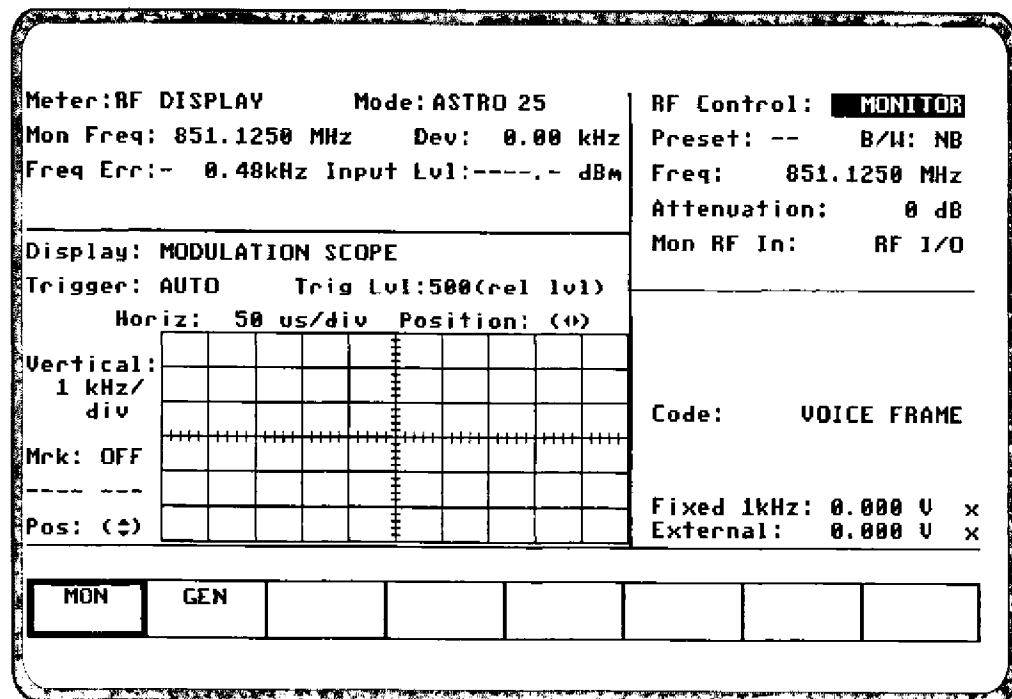 Meter:RF DISPLAY Mode: ASTRO 25
Mon Freq: 851.1250 MHz Dev: 0.00 kHz
Freq Err:- 0.48kHz Input Lvl:----.- dBm
RF Control: MONITOR
Preset: -- B/W: NB
Freq: 851.1250 MHz
Attenuation: 0 dB
Mon RF In: RF I/O
Display: MODULATION SCOPE
Trigger: AUTO Trig Lvl:500(rel lvl)
Horiz: 50 us/div Position: (◂▸)
Vertical:
1 kHz/
div
Mrk: OFF
---- ---
Pos: (▴▾)
Code: VOICE FRAME
Fixed 1kHz: 0.000 V x
External: 0.000 V x
MON GEN